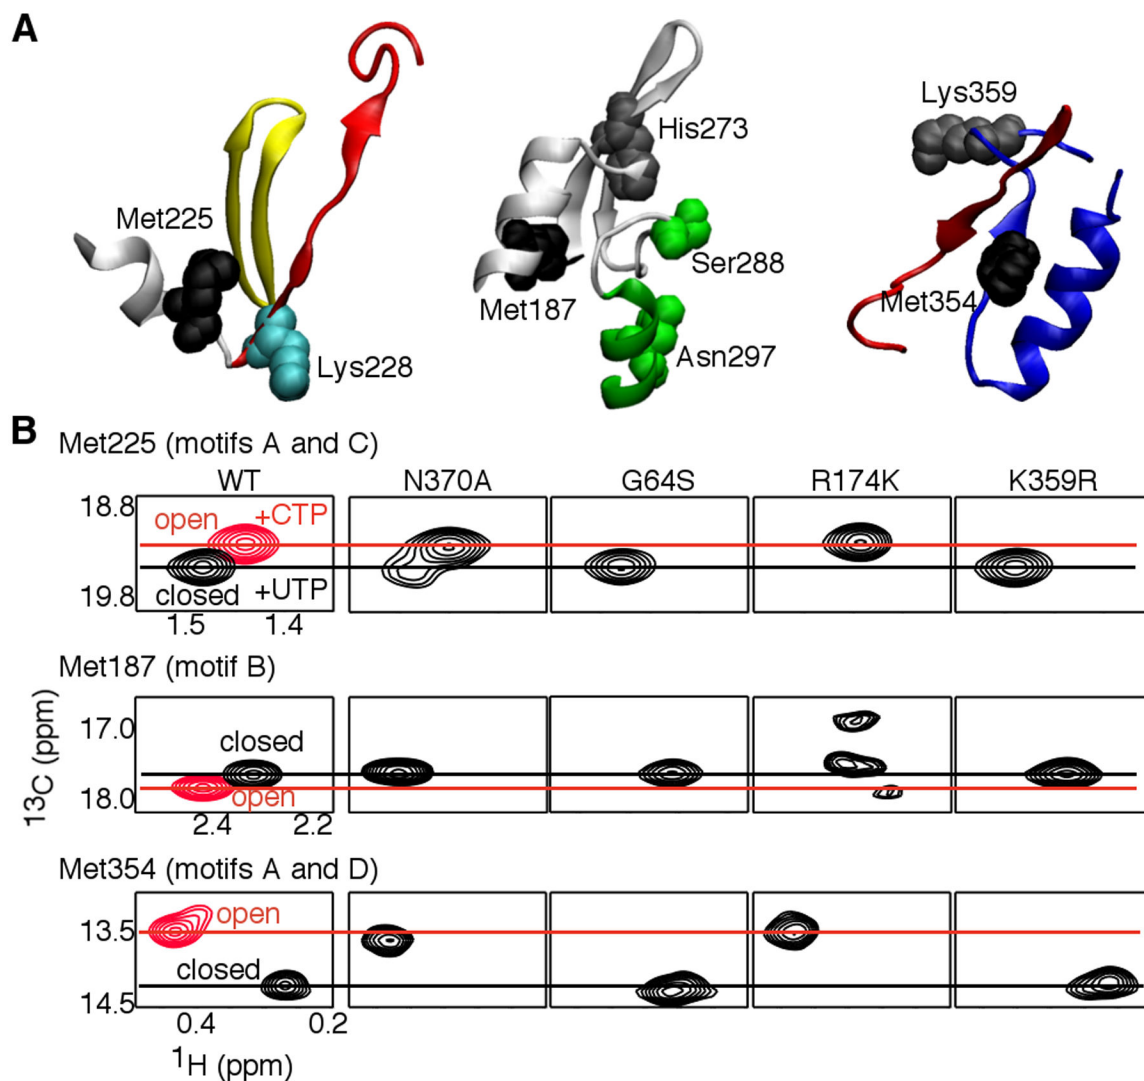 A
Met225
Lys228
His273
Met187
Ser288
Asn297
Lys359
Met354
B
Met225 (motifs A and C)
WT N370A G64S R174K K359R
18.8
open +CTP
closed +UTP
19.8
1.5 1.4
Met187 (motif B)
17.0
closed
18.0
open
2.4 2.2
13C (ppm)
Met354 (motifs A and D)
13.5
open
closed
14.5
0.4 0.2
1H (ppm)